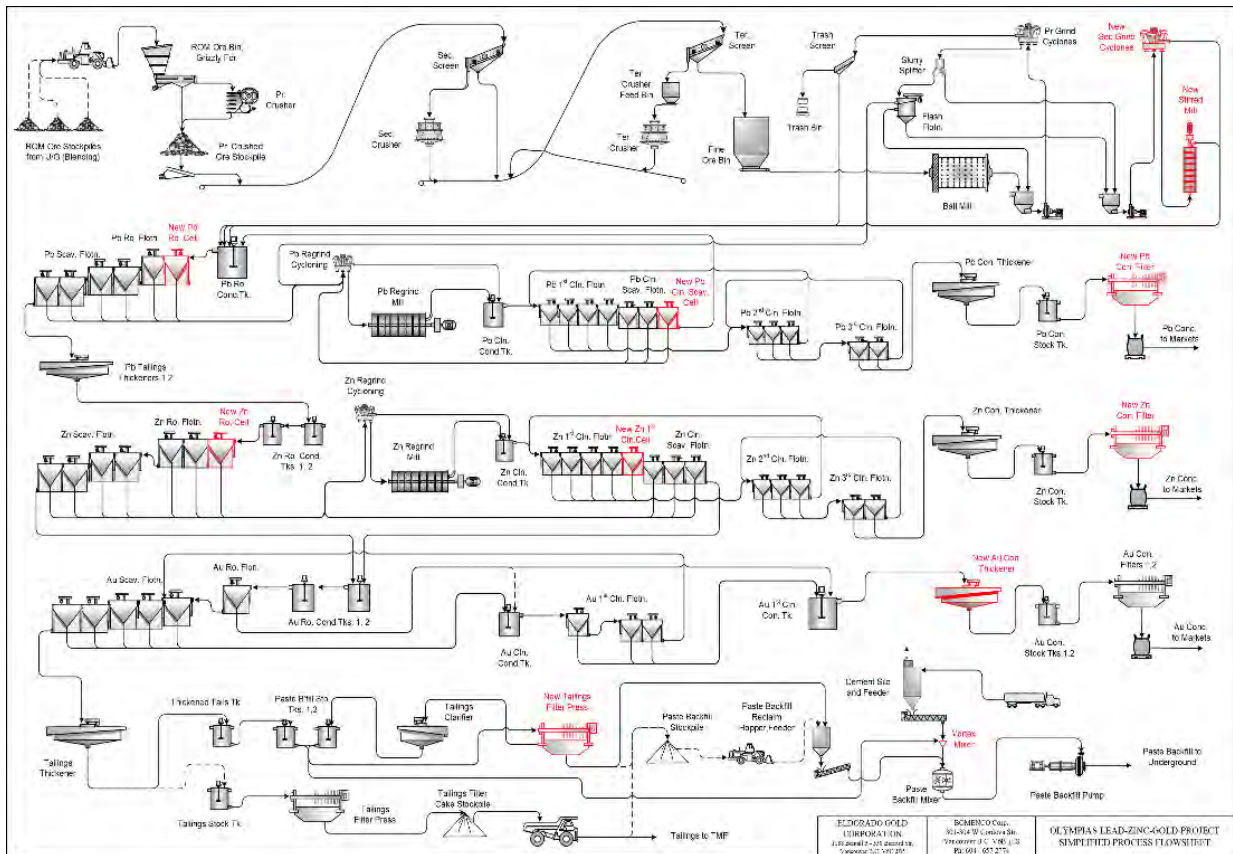 ROM Ore Bin,
Grizzly Fdr
Pr.
Crusher
ROM Ore Stockpiles
from U/G (Blending)
Pr. Crushed
Ore Stockpile
Sec.
Screen
Sec.
Crusher
Ter.
Screen
Ter.
Crusher
Feed Bin
Ter.
Crusher
Fine
Ore Bin
Trash
Screen
Trash Bin
Pr Grind
Cyclones
Slurry
Splitter
Flash
Flotn.
Ball Mill
New
Sec Grind
Cyclones
New
Stirred
Mill
Pb Scav. Flotn.
Pb Ro. Flotn.
New Pb
Ro. Cell
Pb Ro
Cond.Tk.
Pb Regrind
Cycloning
Pb Regrind
Mill
Pb Cln.
Cond.Tk.
Pb 1st Cln. Flotn.
Pb Cln
Scav. Flotn.
New Pb
Cln. Scav.
Cell
Pb 2nd Cln. Flotn.
Pb 3rd Cln. Flotn.
Pb Con. Thickener
Pb Con.
Stock Tk.
New Pb
Con. Filter
Pb Conc.
to Markets
Pb Tailings
Thickeners 1,2
Zn Scav. Flotn.
Zn Ro. Flotn.
New Zn
Ro. Cell
Zn Ro. Cond.
Tks. 1, 2
Zn Regrind
Cycloning
Zn Regrind
Mill
Zn Cln.
Cond.Tk
Zn 1st Cln. Flotn.
New Zn 1st
Cln.Cell
Zn Cln.
Scav. Flotn.
Zn 2nd Cln. Flotn.
Zn 3rd Cln. Flotn.
Zn Con. Thickener
Zn Con.
Stock Tk.
New Zn
Con. Filter
Zn Conc.
to Markets
Au Scav. Flotn.
Au Ro. Flotn.
Au Ro. Cond.Tks. 1, 2
Au Cln.
Cond.Tk.
Au 1st Cln. Flotn.
Au 1st Cln.
Con. Tk
New Au Con
Thickener
Au Con.
Stock Tks.1.2
Au Con.
Filters 1,2
Au Conc.
to Markets
Tailings
Thickener
Thickened Tails Tk
Paste B/fill Sto.
Tks. 1,2
Tailings
Clarifier
New Tailings
Filter Press
Paste Backfill
Stockpile
Paste Backfill
Reclaim
Hopper,Feeder
Cement Silo
and Feeder
Vortex
Mixer
Paste
Backfill Mixer
Paste Backfill Pump
Paste Backfill to
Underground
Tailings Stock Tk
Tailings
Filter Press
Tailings Filter
Cake Stockpile
Tailings to TMF
ELDORADO GOLD
CORPORATION
BOMENCO Corp.
OLYMPIAS LEAD-ZINC-GOLD PROJECT
SIMPLIFIED PROCESS FLOWSHEET